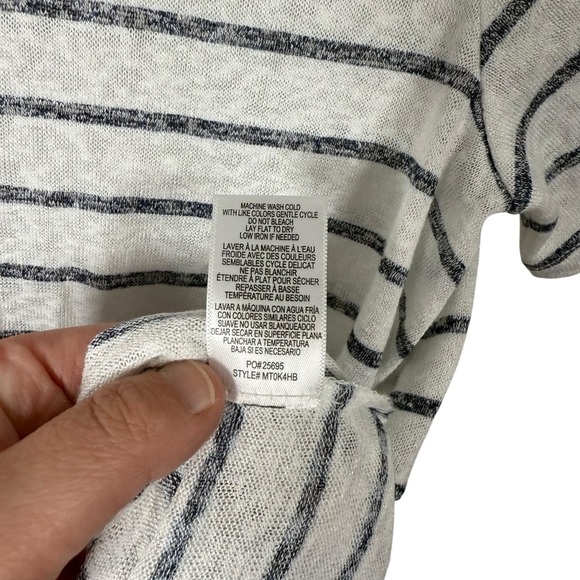 MACHINE WASH COLD
WITH LIKE COLORS GENTLE CYCLE
DO NOT BLEACH
LAY FLAT TO DRY
LOW IRON IF NEEDED
LAVER À LA MACHINE À L'EAU
FROIDE AVEC DES COULEURS
SEMBLABLES CYCLE DELICAT
NE PAS BLANCHIR
ÉTENDRE À PLAT POUR SÉCHER
REPASSER À BASSE
TEMPÉRATURE AU BESOIN
LAVAR A MÁQUINA CON AGUA FRÍA
CON COLORES SIMILARES CICLO
SUAVE NO USAR BLANQUEADOR
DEJAR SECAR EN SUPERFICIE PLANA
PLANCHAR A TEMPERATURA
BAJA SI ES NECESARIO
PO#25695
STYLE# MT0K4HB